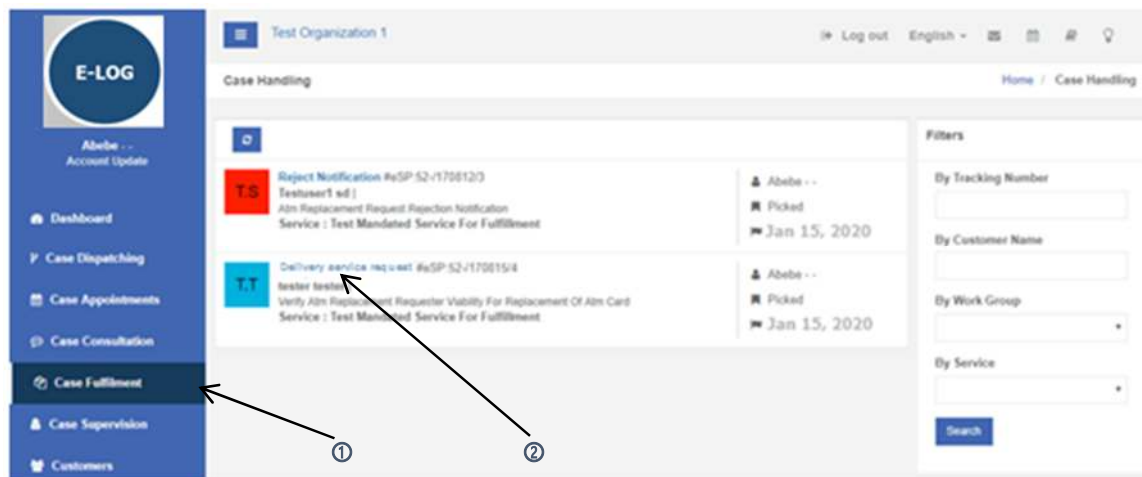 E-LOG
Abebe - -
Account Update
Dashboard
Case Dispatching
Case Appointments
Case Consultation
Case Fulfilment
Case Supervision
Customers
Test Organization 1
Log out English
Case Handling
Home / Case Handling
T.S
Reject Notification #eSP:52-/170812/3
Testuser1 sd |
Atm Replacement Request Rejection Notification
Service : Test Mandated Service For Fulfillment
Abebe - -
Picked
Jan 15, 2020
T.T
Delivery service request #eSP:52-/170815/4
tester tester
Verify Atm Replacement Requester Viability For Replacement Of Atm Card
Service : Test Mandated Service For Fulfillment
Abebe - -
Picked
Jan 15, 2020
Filters
By Tracking Number
By Customer Name
By Work Group
By Service
Search
①
②